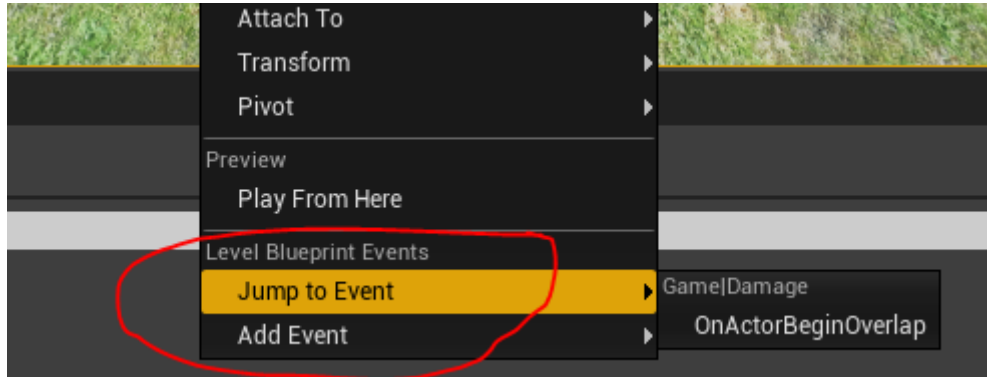 Attach To
Transform
Pivot
Preview
Play From Here
Level Blueprint Events
Jump to Event
Add Event
Game|Damage
OnActorBeginOverlap